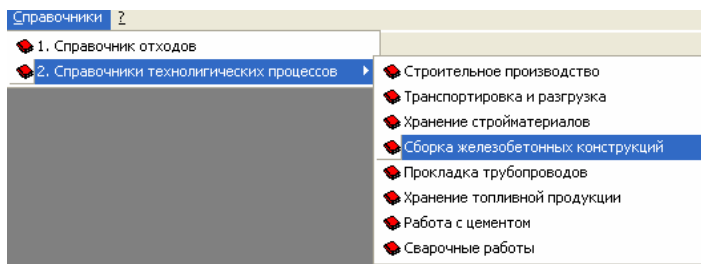 Справочники ?
1. Справочник отходов
2. Справочники технолигических процессов
Строительное производство
Транспортировка и разгрузка
Хранение стройматериалов
Сборка железобетонных конструкций
Прокладка трубопроводов
Хранение топливной продукции
Работа с цементом
Сварочные работы